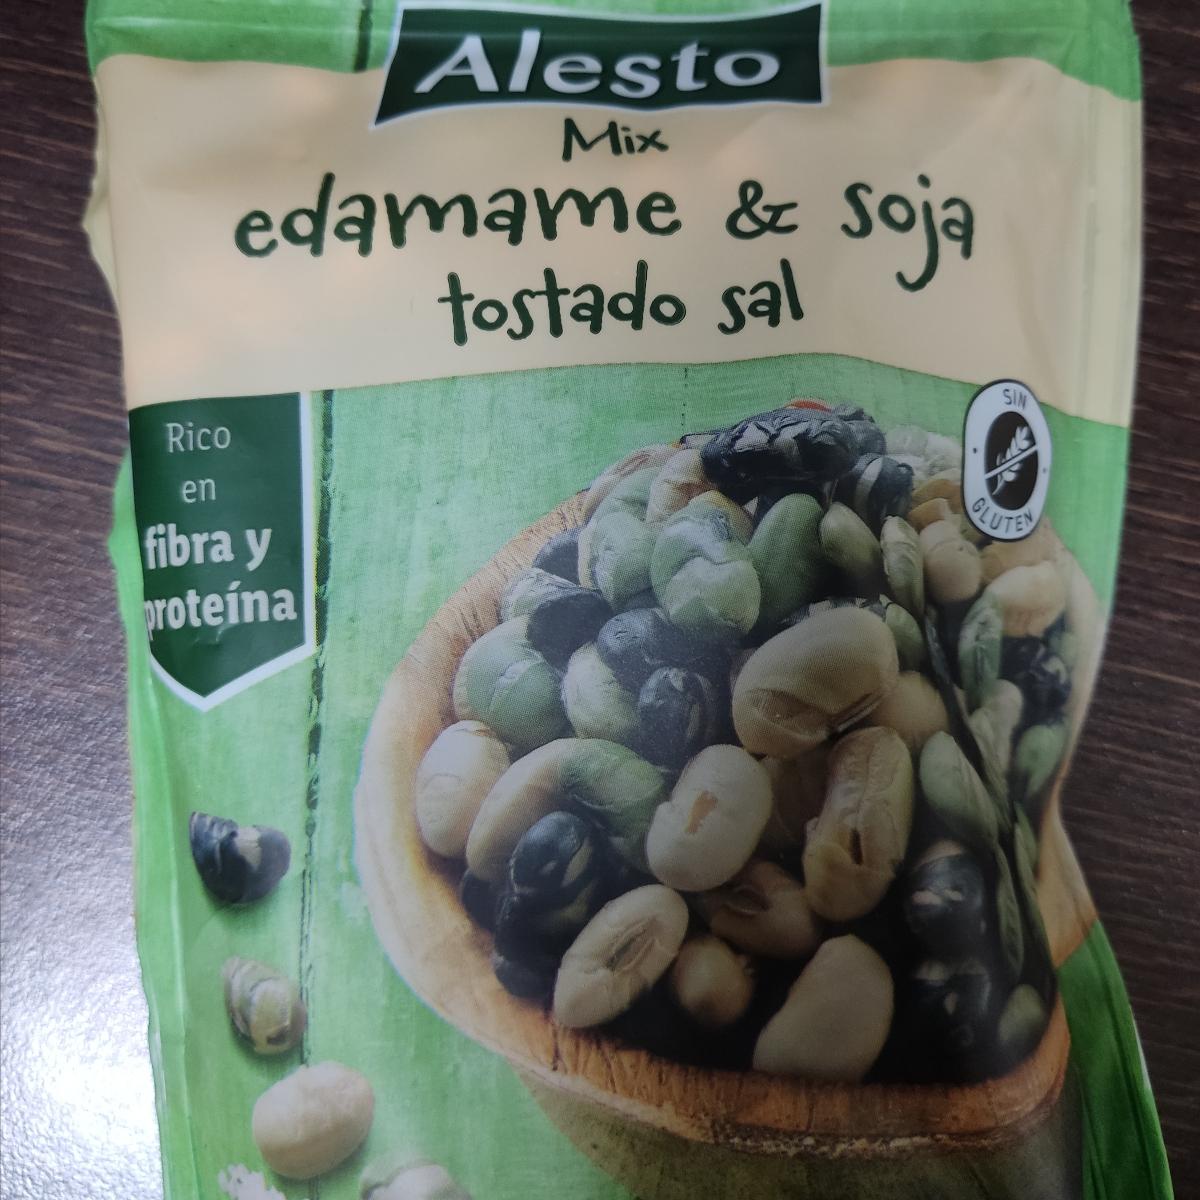 Alesto
Mix
edamame & soja
tostado sal
Rico
en
fibra y
proteína
SIN
GLUTEN